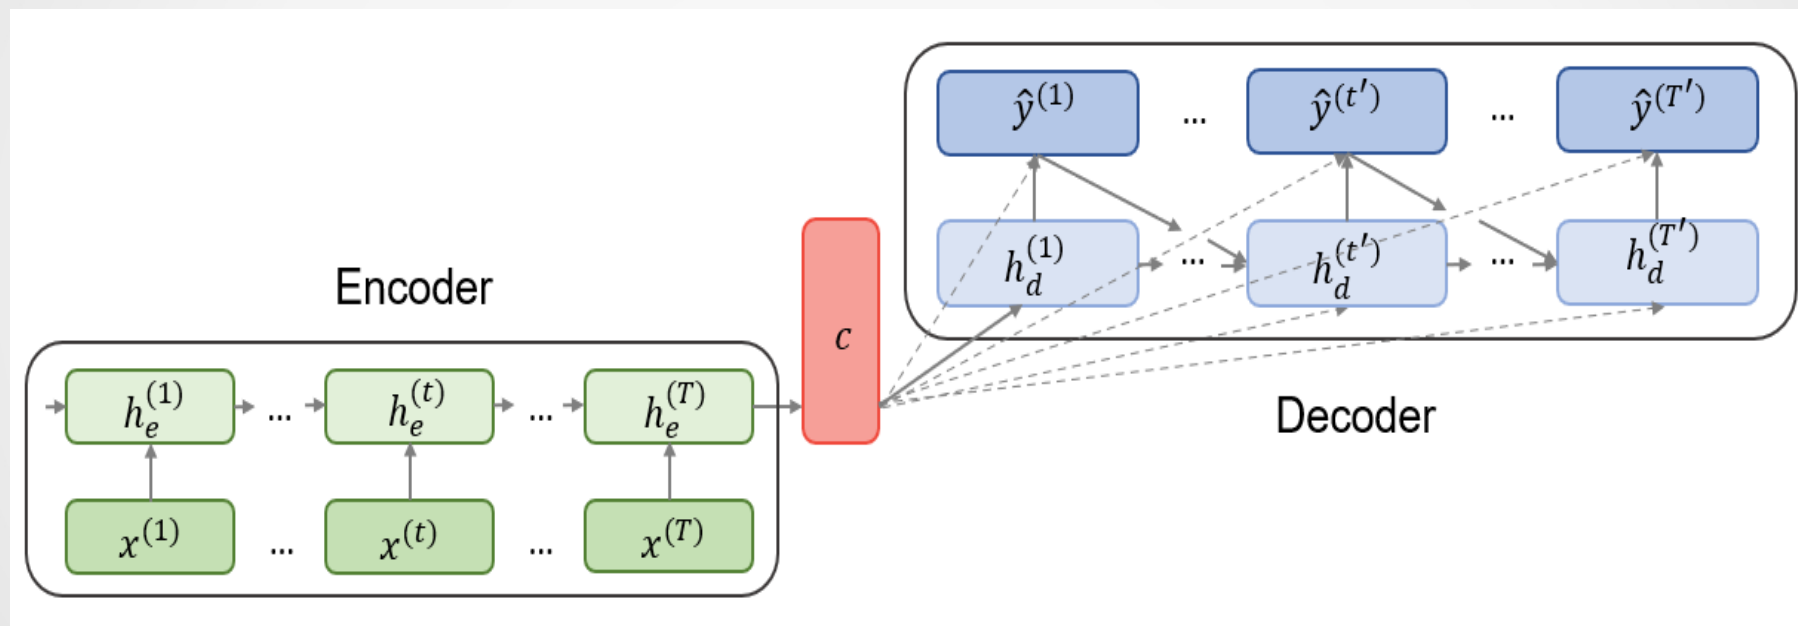 ŷ^(1) ... ŷ^(t′) ... ŷ^(T′)
h_d^(1) ... h_d^(t′) ... h_d^(T′)
Encoder
c
h_e^(1) ... h_e^(t) ... h_e^(T)
Decoder
x^(1) ... x^(t) ... x^(T)